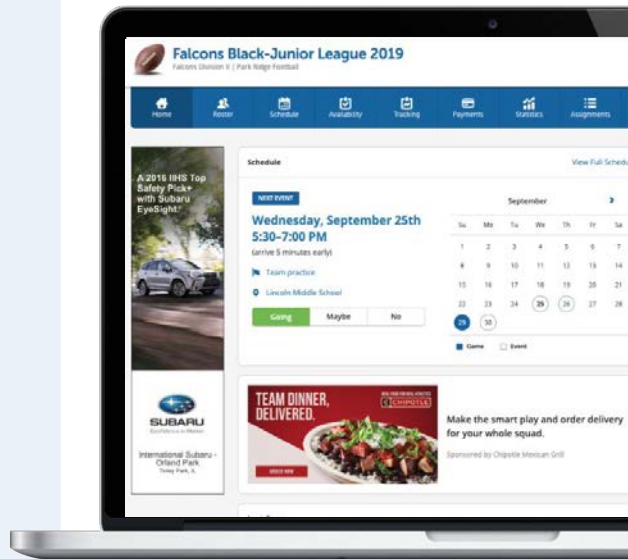 Falcons Black-Junior League 2019
Falcons Division V | Park Ridge Football
Home
Roster
Schedule
Availability
Tracking
Payments
Statistics
Assignments
A 2016 IIHS Top
Safety Pick+
with Subaru
EyeSight.
SUBARU
Confidence in Motion
International Subaru -
Orland Park
Tinley Park, IL
Schedule
View Full Schedu
NEXT EVENT
Wednesday, September 25th
5:30–7:00 PM
(arrive 5 minutes early)
Team practice
Lincoln Middle School
Going Maybe No
September
Su Mo Tu We Th Fr Sa
1 2 3 4 5 6 7
8 9 10 11 12 13 14
15 16 17 18 19 20 21
22 23 24 25 26 27 28
29 30
Game Event
TEAM DINNER,
DELIVERED.
CHIPOTLE
ORDER NOW
Make the smart play and order delivery
for your whole squad.
Sponsored by Chipotle Mexican Grill